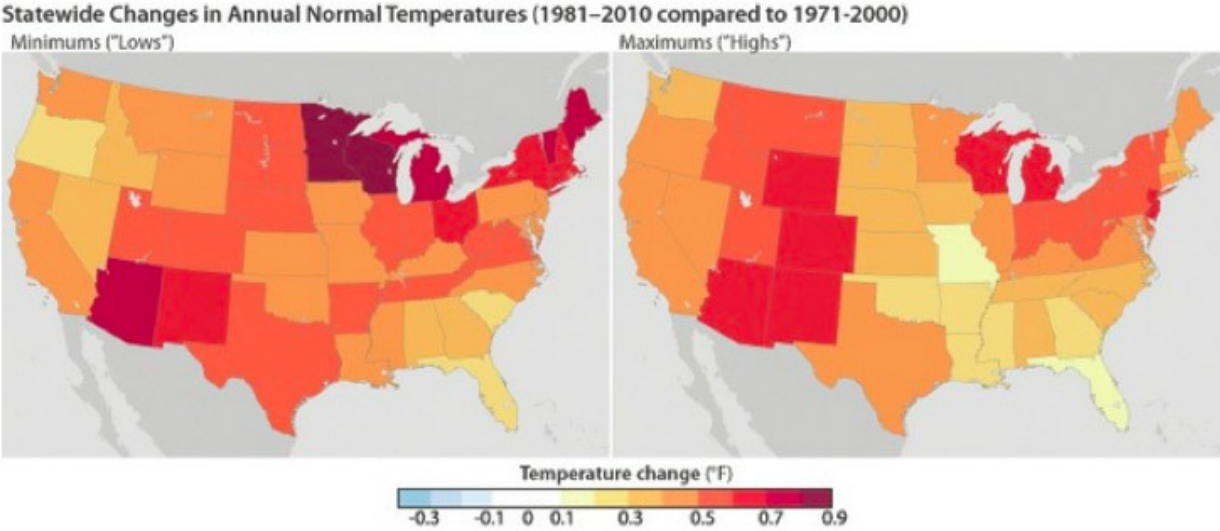 Statewide Changes in Annual Normal Temperatures (1981–2010 compared to 1971-2000)
Minimums ("Lows")
Maximums ("Highs")
Temperature change (°F)
-0.3 -0.1 0 0.1 0.3 0.5 0.7 0.9